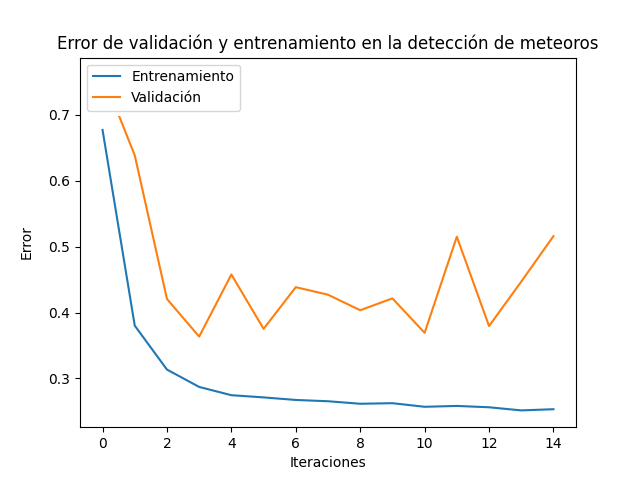 Error de validación y entrenamiento en la detección de meteoros
Entrenamiento
Validación
0.7
0.6
0.5
0.4
0.3
Error
0 2 4 6 8 10 12 14
Iteraciones